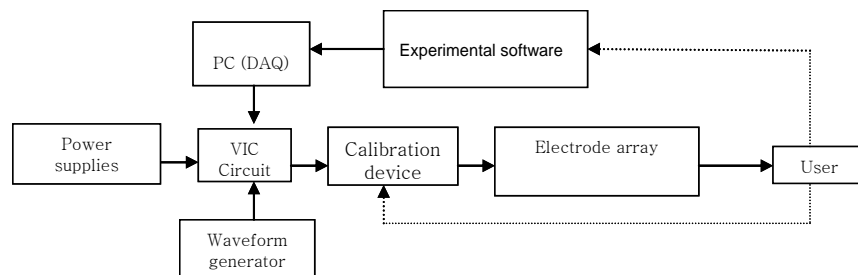 PC (DAQ)
Experimental software
Power
supplies
VIC
Circuit
Calibration
device
Electrode array
User
Waveform
generator